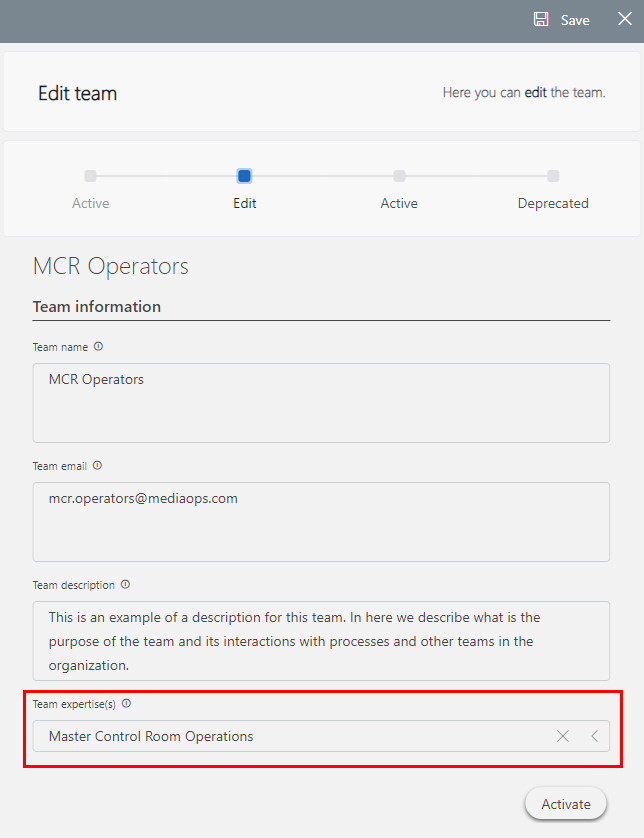 Save
Edit team
Here you can edit the team.
Active
Edit
Active
Deprecated
MCR Operators
Team information
Team name
MCR Operators
Team email
mcr.operators@mediaops.com
Team description
This is an example of a description for this team. In here we describe what is the
purpose of the team and its interactions with processes and other teams in the
organization.
Team expertise(s)
Master Control Room Operations
Activate